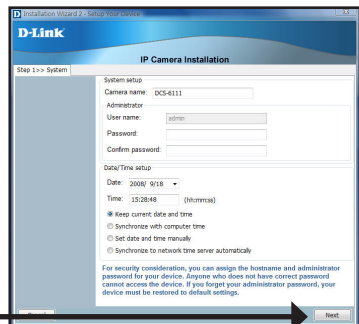 Installation Wizard 2 - Setup Your Device
D-Link
IP Camera Installation
Step 1>> System
System setup
Camera name: DCS-6111
Administrator
User name: admin
Password:
Confirm password:
Date/Time setup
Date: 2008/ 9/18
Time: 15:28:48 (hh:mm:ss)
Keep current date and time
Synchronize with computer time
Set date and time manually
Synchronize to network time server automatically
For security consideration, you can assign the hostname and administrator
password for your device. Anyone who does not have correct password
cannot access the device. If you forget your administrator password, your
device must be restored to default settings.
Next